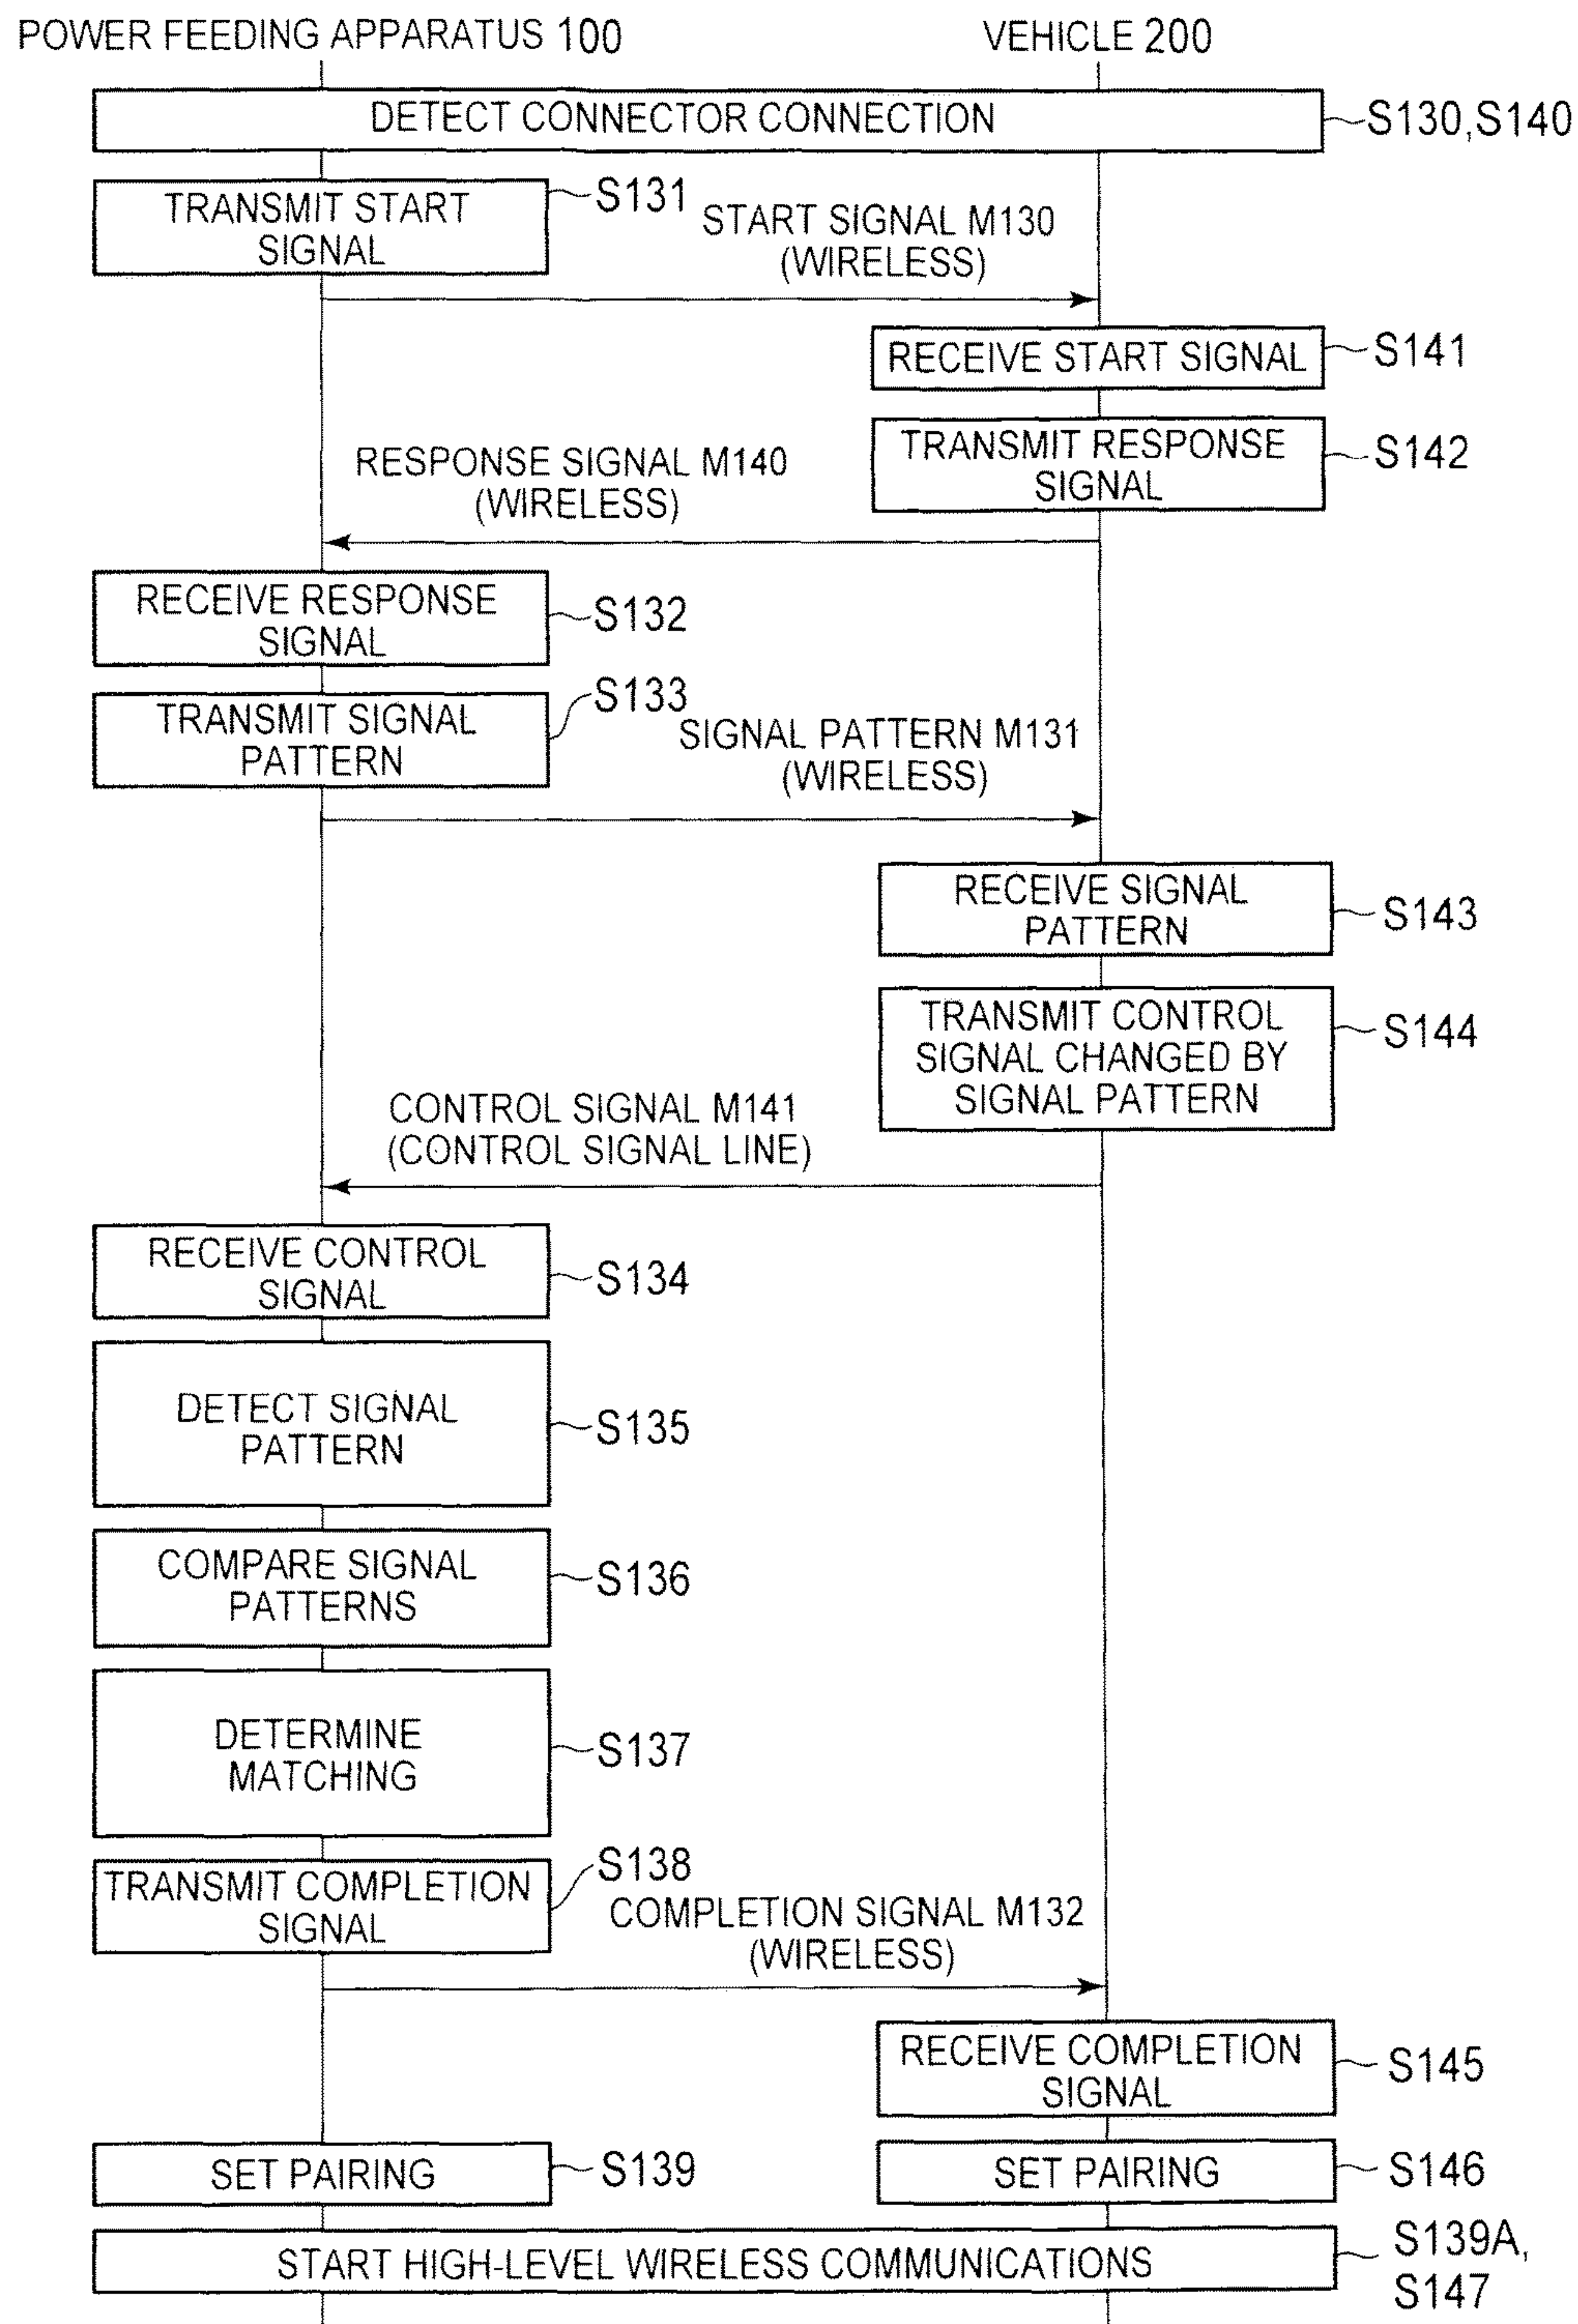 POWER FEEDING APPARATUS 100
VEHICLE 200
DETECT CONNECTOR CONNECTION
S130,S140
TRANSMIT START
SIGNAL
S131
START SIGNAL M130
(WIRELESS)
RECEIVE START SIGNAL
S141
TRANSMIT RESPONSE
SIGNAL
S142
RESPONSE SIGNAL M140
(WIRELESS)
RECEIVE RESPONSE
SIGNAL
S132
TRANSMIT SIGNAL
PATTERN
S133
SIGNAL PATTERN M131
(WIRELESS)
RECEIVE SIGNAL
PATTERN
S143
TRANSMIT CONTROL
SIGNAL CHANGED BY
SIGNAL PATTERN
S144
CONTROL SIGNAL M141
(CONTROL SIGNAL LINE)
RECEIVE CONTROL
SIGNAL
S134
DETECT SIGNAL
PATTERN
S135
COMPARE SIGNAL
PATTERNS
S136
DETERMINE
MATCHING
S137
TRANSMIT COMPLETION
SIGNAL
S138
COMPLETION SIGNAL M132
(WIRELESS)
RECEIVE COMPLETION
SIGNAL
S145
SET PAIRING
S139
SET PAIRING
S146
START HIGH-LEVEL WIRELESS COMMUNICATIONS
S139A,
S147